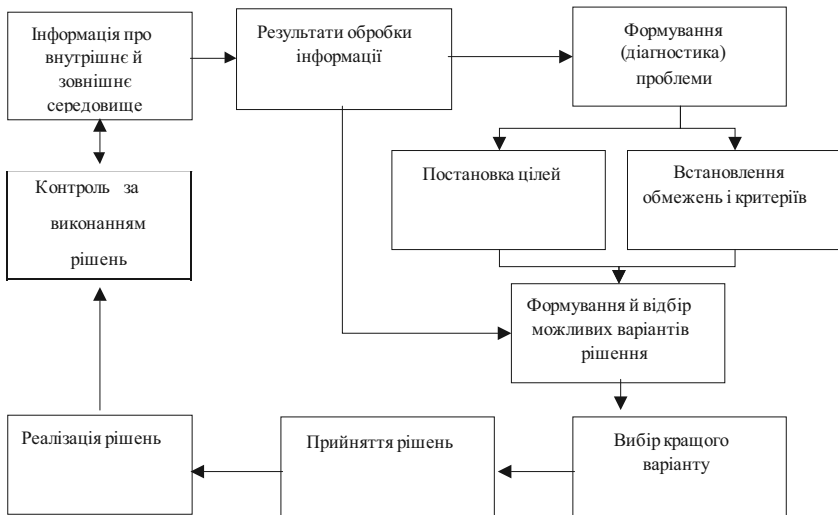 Інформація про
внутрішнє й
зовнішнє
середовище
Результати обробки
інформації
Формування
(діагностика)
проблеми
Контроль за
виконанням
рішень
Постановка цілей
Встановлення
обмежень і критеріїв
Формування й відбір
можливих варіантів
рішення
Реалізація рішень
Прийняття рішень
Вибір кращого
варіанту